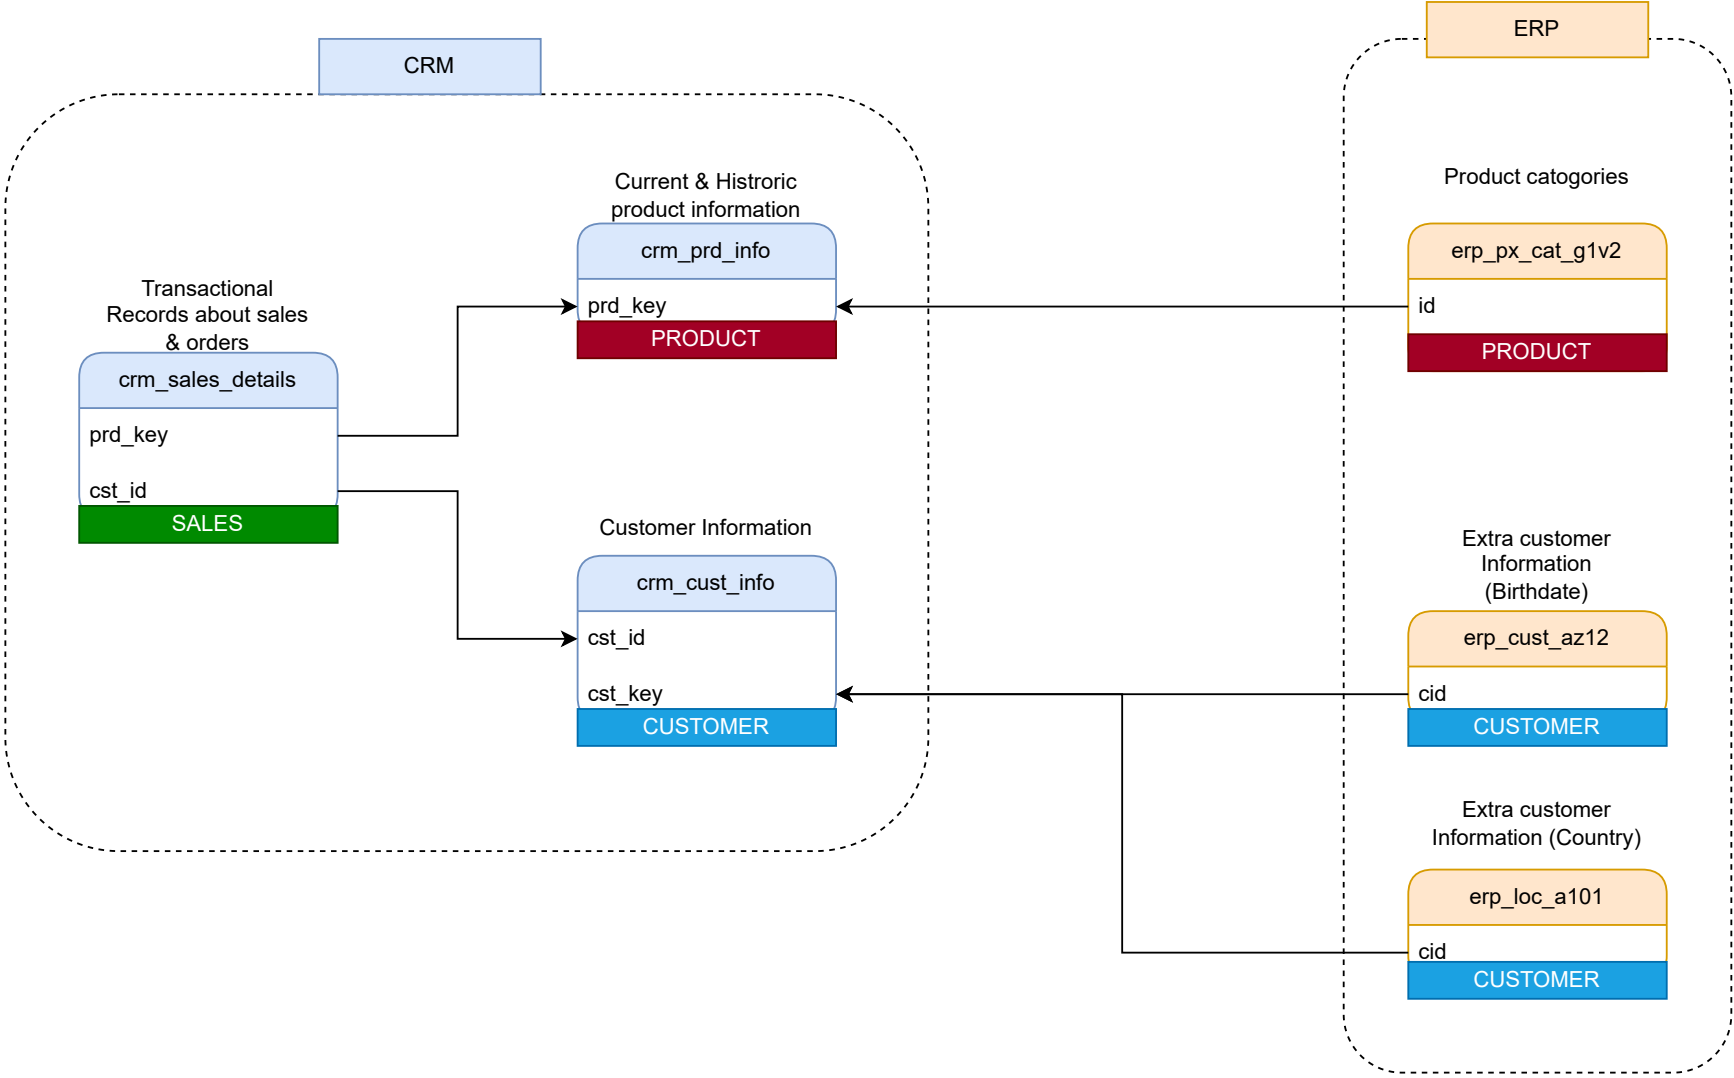 CRM
Transactional
Records about sales
& orders
crm_sales_details
prd_key
cst_id
SALES
Current & Histroric
product information
crm_prd_info
prd_key
PRODUCT
Customer Information
crm_cust_info
cst_id
cst_key
CUSTOMER
ERP
Product catogories
erp_px_cat_g1v2
id
PRODUCT
Extra customer
Information
(Birthdate)
erp_cust_az12
cid
CUSTOMER
Extra customer
Information (Country)
erp_loc_a101
cid
CUSTOMER